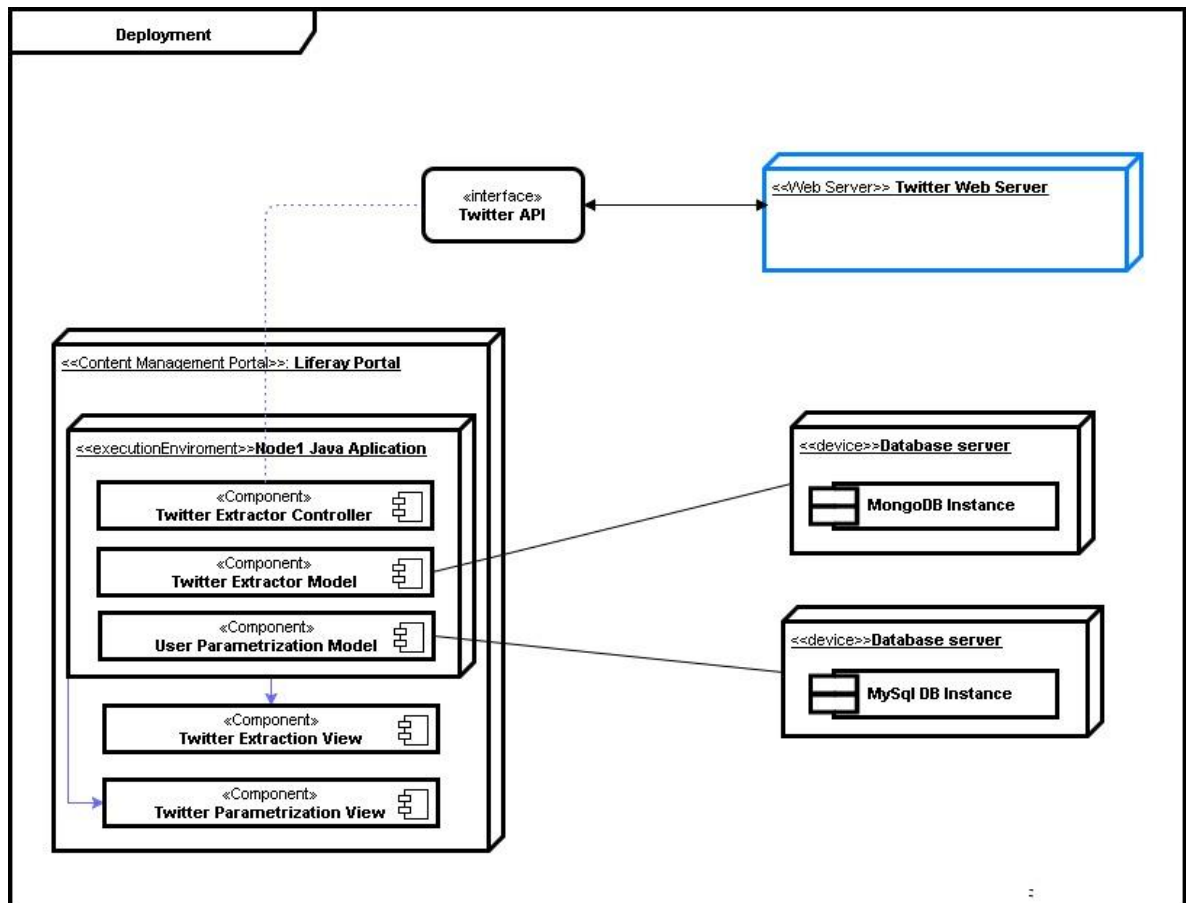 Deployment
«interface»
Twitter API
<<Web Server>> Twitter Web Server
<<Content Management Portal>>: Liferay Portal
<<executionEnviroment>>Node1 Java Aplication
«Component»
Twitter Extractor Controller
«Component»
Twitter Extractor Model
«Component»
User Parametrization Model
«Component»
Twitter Extraction View
«Component»
Twitter Parametrization View
<<device>>Database server
MongoDB Instance
<<device>>Database server
MySql DB Instance